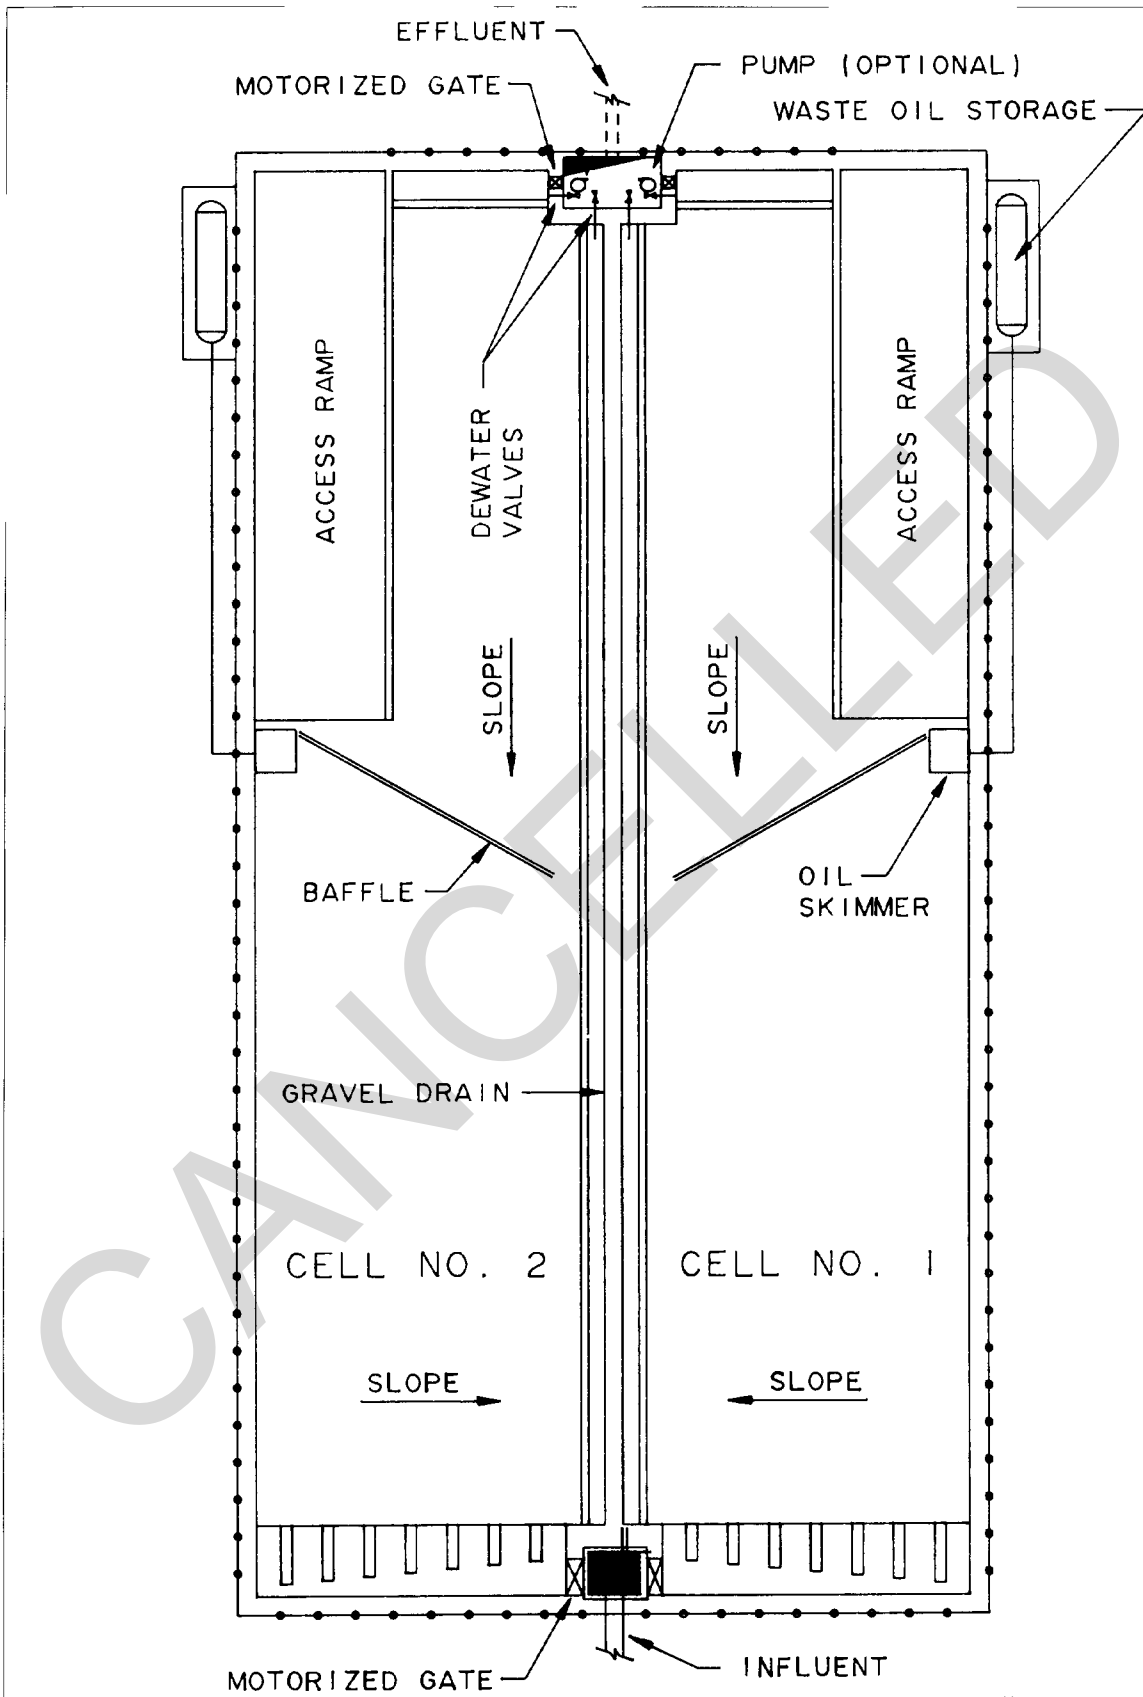 EFFLUENT
MOTORIZED GATE
PUMP (OPTIONAL)
WASTE OIL STORAGE
ACCESS RAMP
DEWATER
VALVES
ACCESS RAMP
SLOPE
SLOPE
BAFFLE
OIL
SKIMMER
GRAVEL DRAIN
CELL NO. 2
CELL NO. 1
SLOPE
SLOPE
MOTORIZED GATE
INFLUENT
CANCELLED